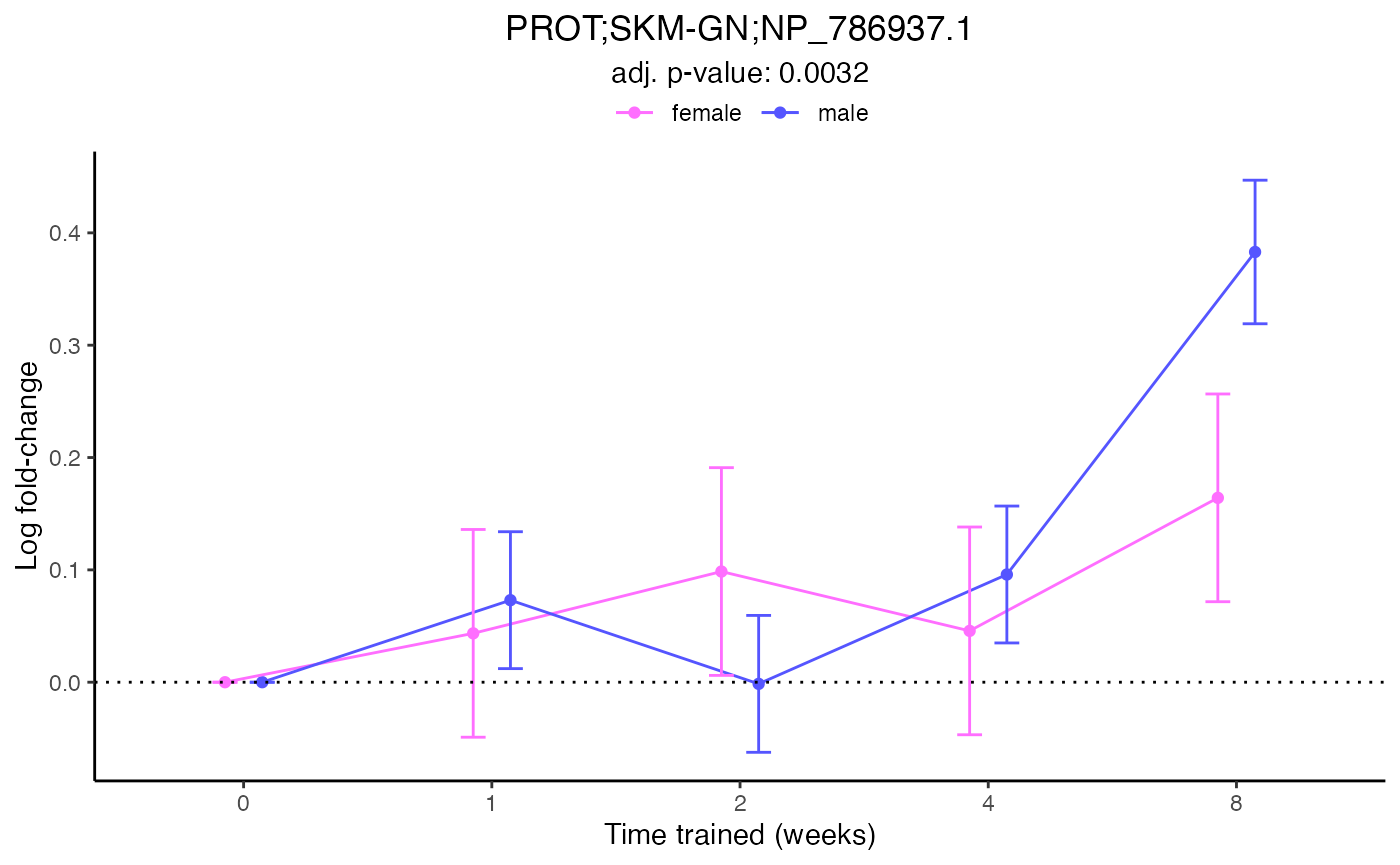 PROT;SKM-GN;NP_786937.1
adj. p-value: 0.0032
female male
Log fold-change
0.4
0.3
0.2
0.1
0.0
0 1 2 4 8
Time trained (weeks)